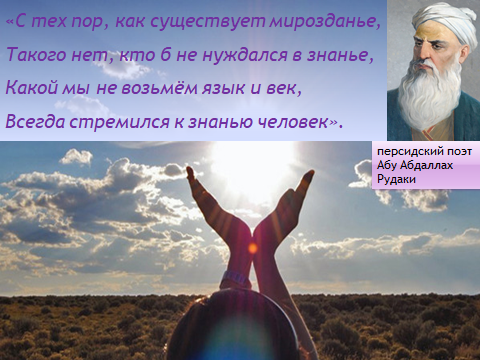 «С тех пор, как существует мирозданье,
Такого нет, кто б не нуждался в знанье,
Какой мы не возьмём язык и век,
Всегда стремился к знанью человек».
персидский поэт
Абу Абдаллах
Рудаки